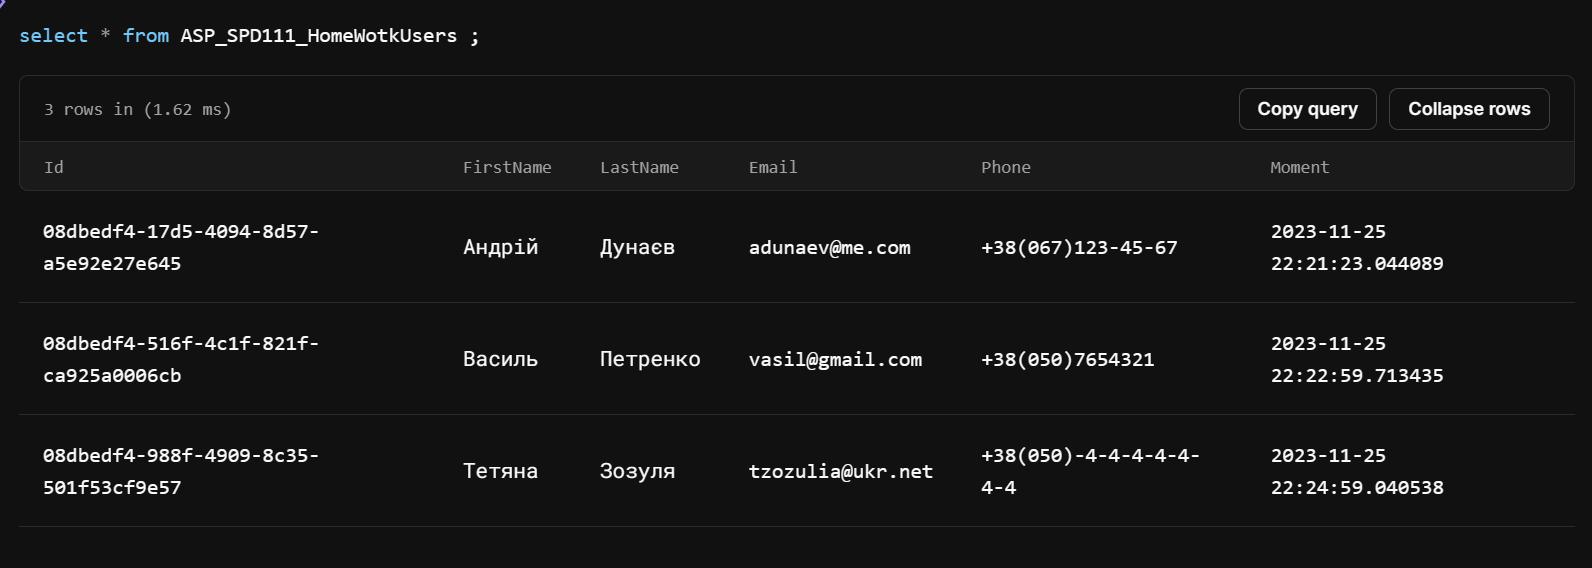 select * from ASP_SPD111_HomeWotkUsers ;
3 rows in (1.62 ms)
Copy query
Collapse rows
Id FirstName LastName Email Phone Moment
08dbedf4-17d5-4094-8d57-
a5e92e27e645
Андрій
Дунаєв
adunaev@me.com
+38(067)123-45-67
2023-11-25
22:21:23.044089
08dbedf4-516f-4c1f-821f-
ca925a0006cb
Василь
Петренко
vasil@gmail.com
+38(050)7654321
2023-11-25
22:22:59.713435
08dbedf4-988f-4909-8c35-
501f53cf9e57
Тетяна
Зозуля
tzozulia@ukr.net
+38(050)-4-4-4-4-4-
4-4
2023-11-25
22:24:59.040538